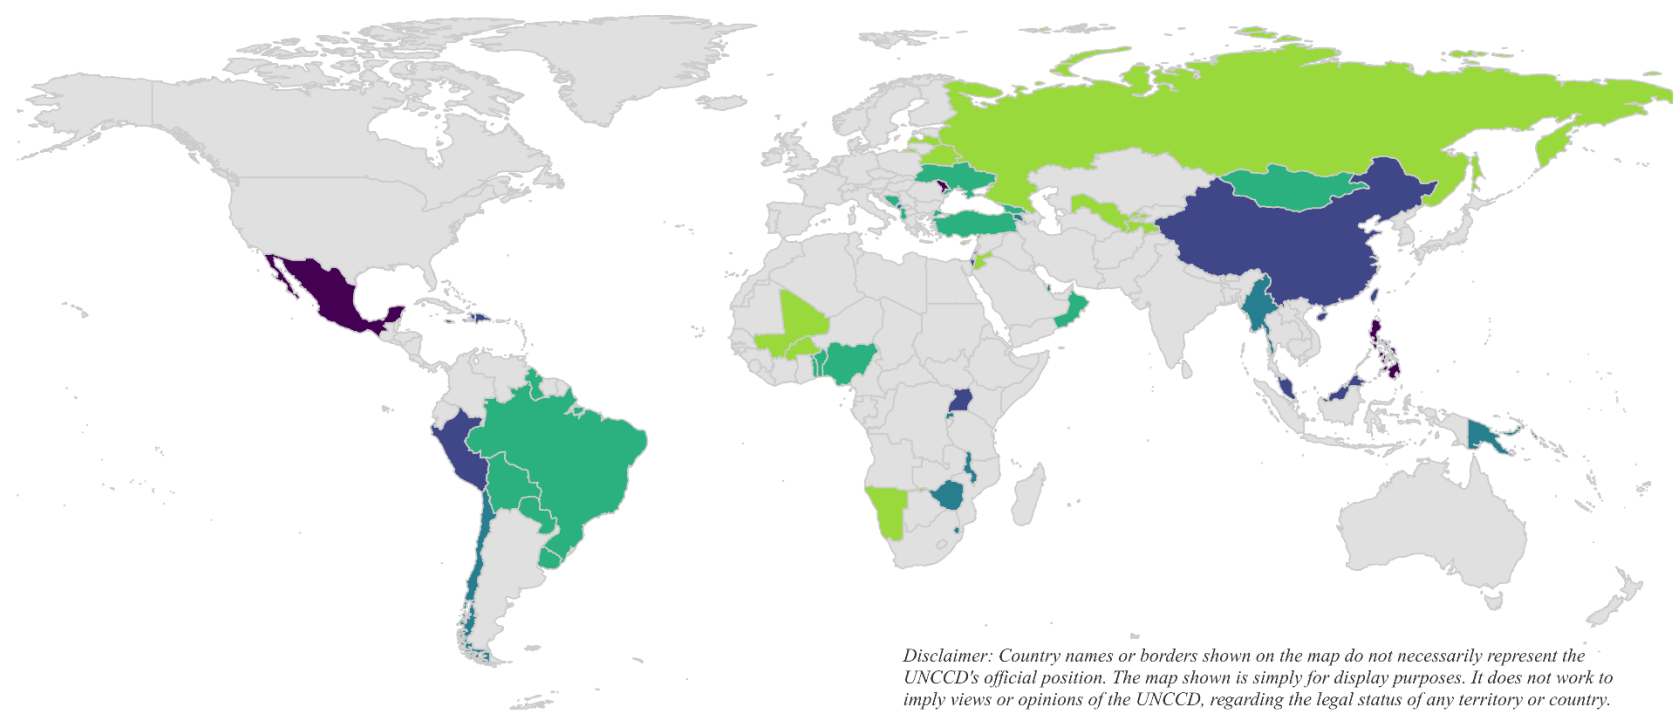 Disclaimer: Country names or borders shown on the map do not necessarily represent the
UNCCD's official position. The map shown is simply for display purposes. It does not work to
imply views or opinions of the UNCCD, regarding the legal status of any territory or country.